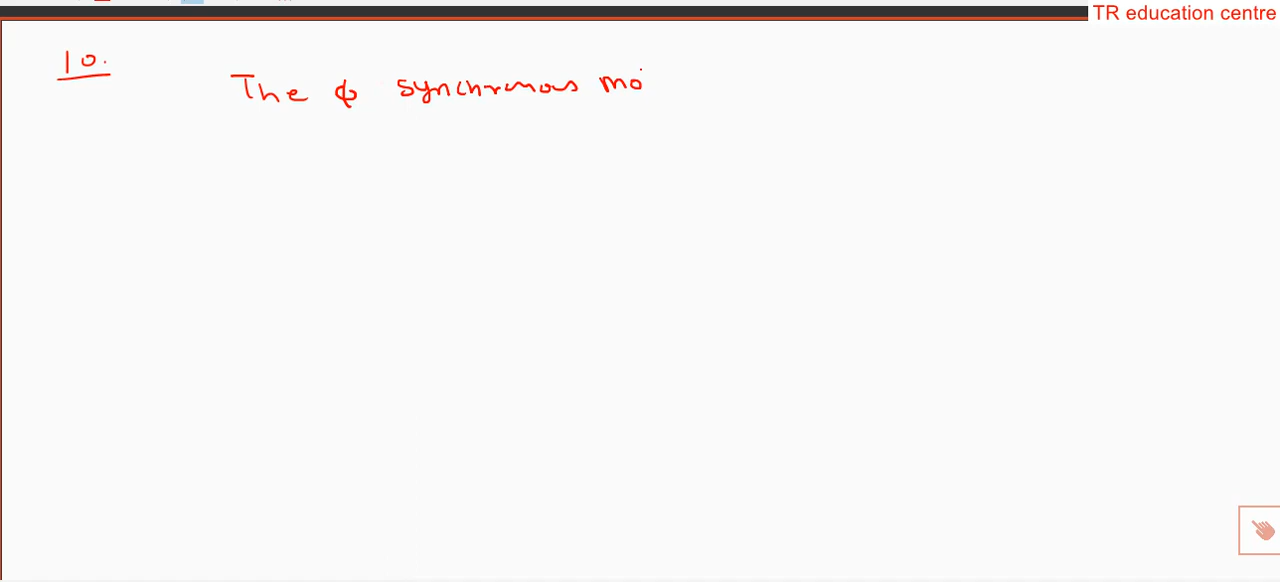 TR education centre
10.
The φ synchronous mo